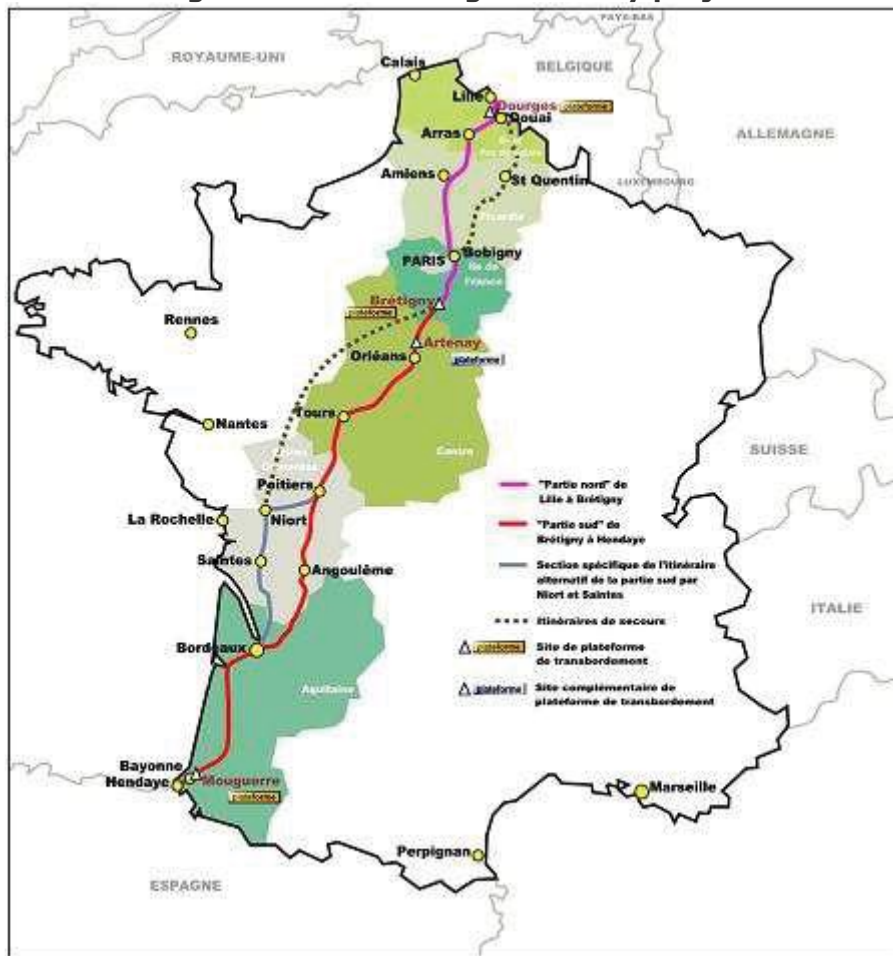 PAYS-BAS
ROYAUME-UNI
Calais
BELGIQUE
Lille
Dourges
plateforme
Douai
ALLEMAGNE
Arras
Amiens
St Quentin
LUXEMBOURG
Picardie
PARIS
Bobigny
Ile de
France
Brétigny
plateforme
Rennes
Artenay
Orléans
plateforme
Nantes
Tours
SUISSE
Centre
Poitiers
"Partie nord" de
Lille à Brétigny
La Rochelle
Niort
"Partie sud" de
Brétigny à Hendaye
Saintes
Angoulême
Section spécifique de l'itinéraire
alternatif de la partie sud par
Niort et Saintes
ITALIE
Itinéraires de secours
Bordeaux
plateforme
Site de plateforme
de transbordement
Aquitaine
plateforme
Site complémentaire de
plateforme de transbordement
Bayonne
Hendaye
Mouguerre
plateforme
Marseille
Perpignan
ESPAGNE